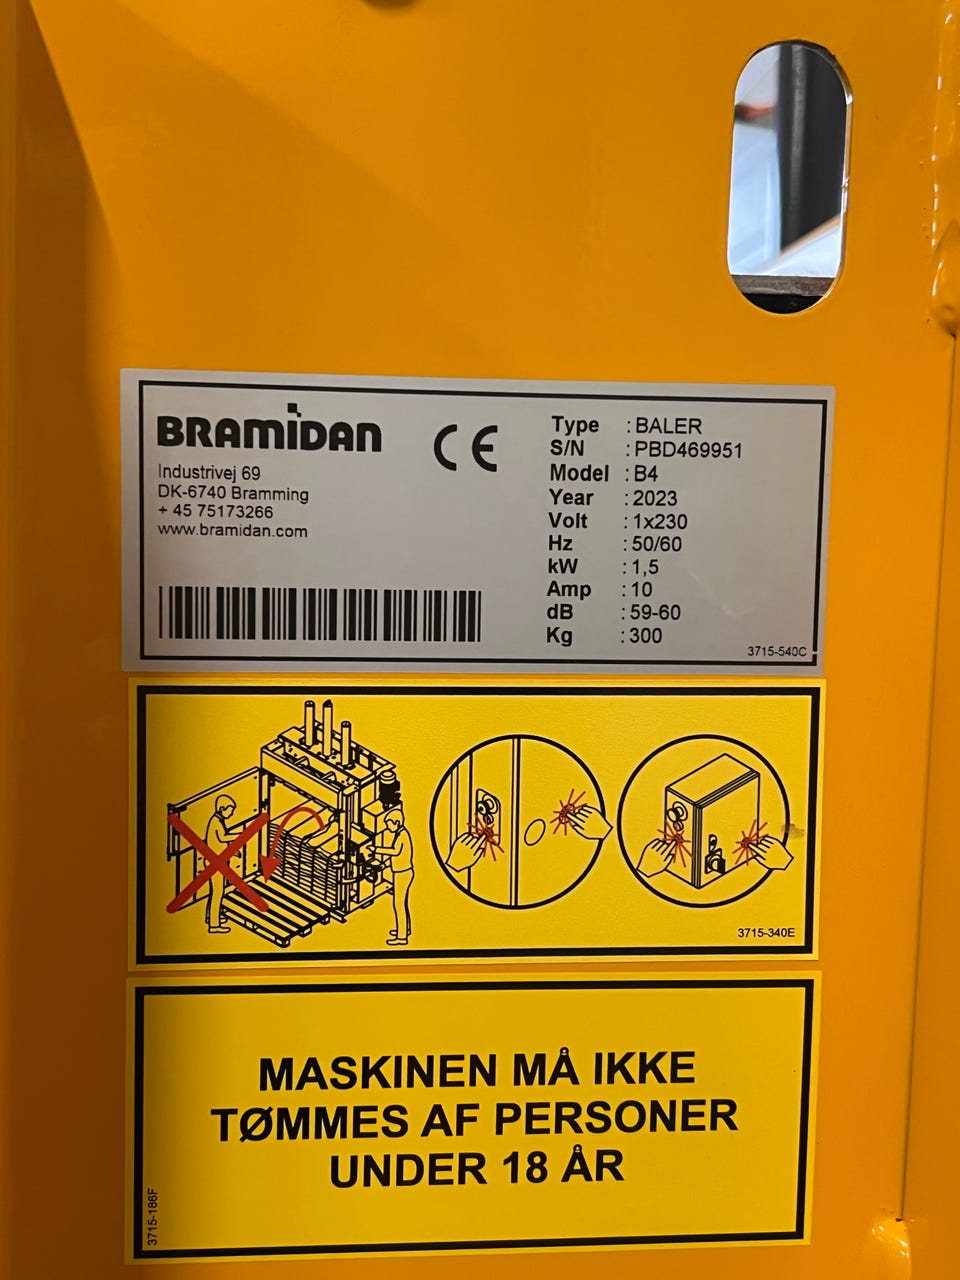 BRAMIDAN
Industrivej 69
DK-6740 Bramming
+ 45 75173266
www.bramidan.com
CE
Type : BALER
S/N : PBD469951
Model : B4
Year : 2023
Volt : 1x230
Hz : 50/60
kW : 1,5
Amp : 10
dB : 59-60
Kg : 300
3715-540C
3715-340E
MASKINEN MÅ IKKE
TØMMES AF PERSONER
UNDER 18 ÅR
3715-186F